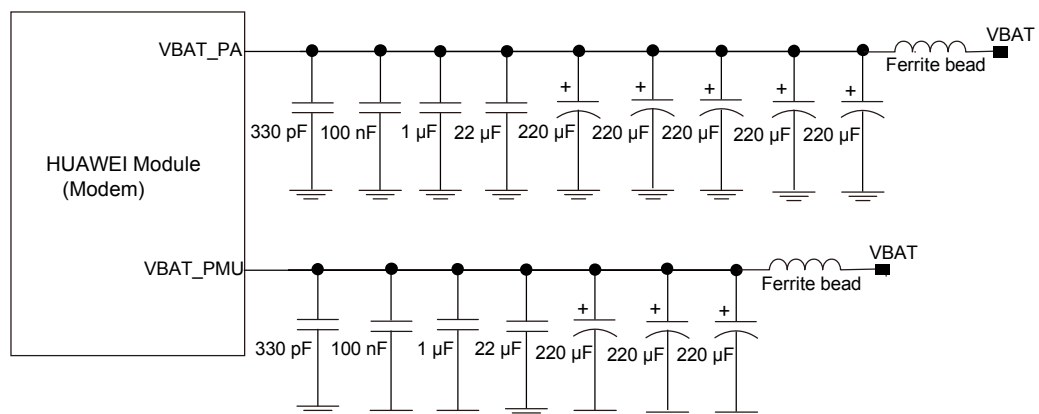 VBAT_PA
VBAT
Ferrite bead
+ + + + +
330 pF 100 nF 1 µF 22 µF 220 µF 220 µF 220 µF 220 µF 220 µF
HUAWEI Module
(Modem)
VBAT_PMU
VBAT
Ferrite bead
+ + +
330 pF 100 nF 1 µF 22 µF 220 µF 220 µF 220 µF